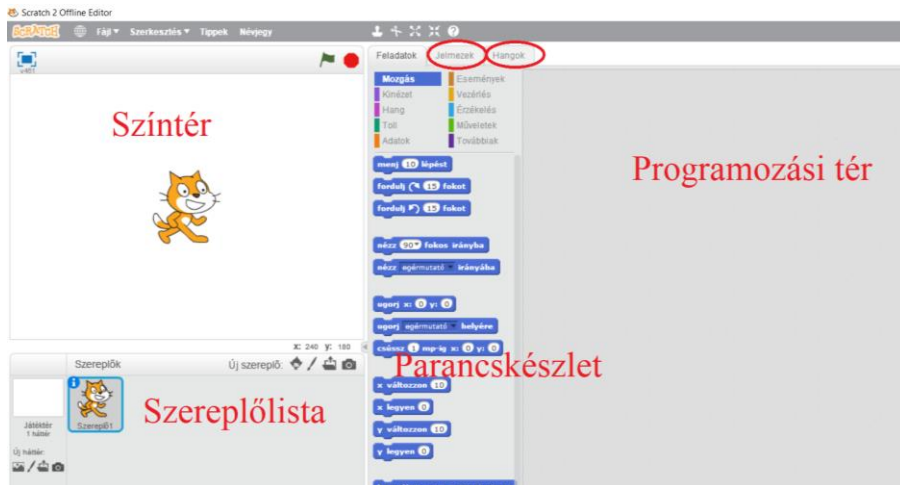 Scratch 2 Offline Editor
SCRATCH Fájl Szerkesztés Tippek Névjegy
v461
Feladatok Jelmezek Hangok
Mozgás Események
Kinézet Vezérlés
Hang Érzékelés
Toll Műveletek
Adatok Továbbiak
menj 10 lépést
fordulj 15 fokot
fordulj 15 fokot
nézz 90 fokos irányba
nézz egérmutató irányába
ugorj x: 0 y: 0
ugorj egérmutató helyére
csússz 1 mp-ig x: 0 y: 0
x változzon 10
x legyen 0
y változzon 10
y legyen 0
Színtér
Programozási tér
Parancskészlet
x: 240 y: 180
Szereplők Új szereplő:
Szereplőlista
Játéktér
1 háttér
Szereplő1
Új háttér: